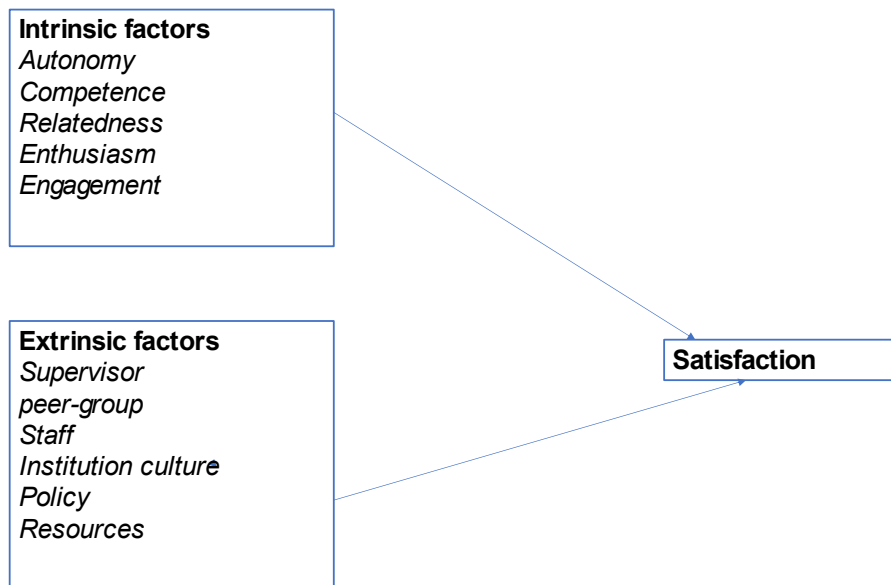 Intrinsic factors
Autonomy
Competence
Relatedness
Enthusiasm
Engagement
Extrinsic factors
Supervisor
peer-group
Staff
Institution culture
Policy
Resources
Satisfaction